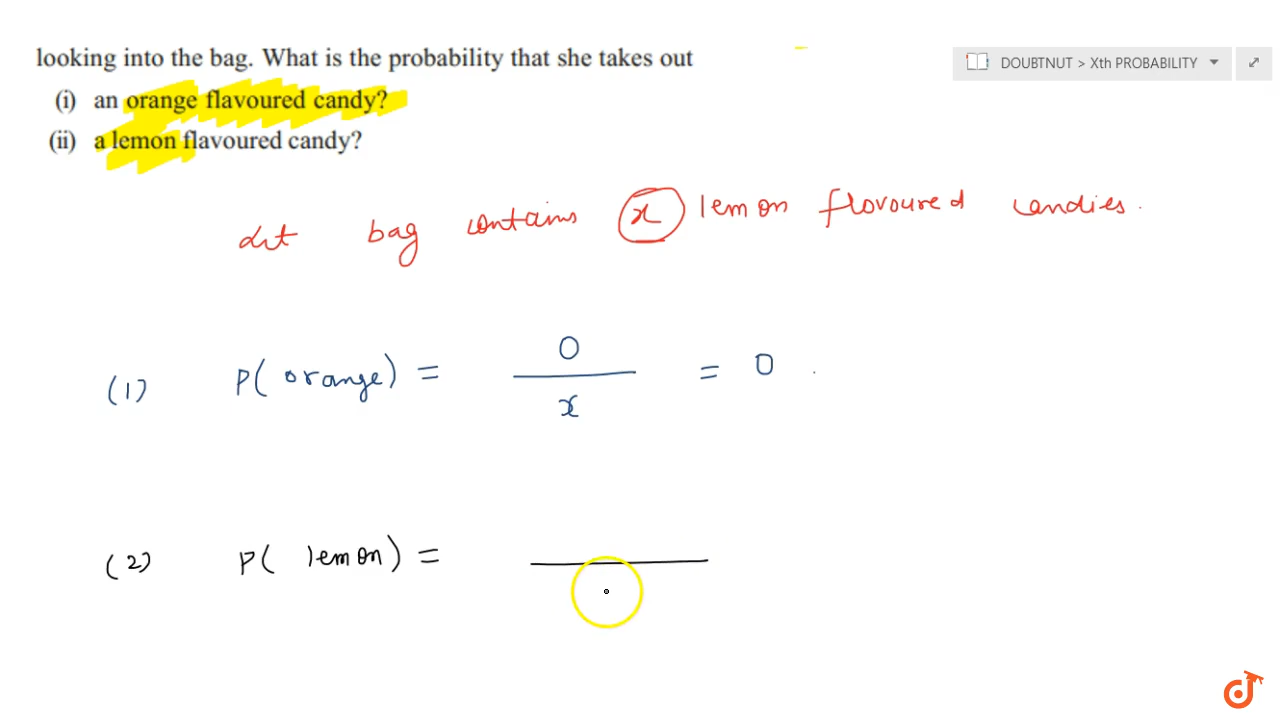 looking into the bag. What is the probability that she takes out
DOUBTNUT > Xth PROBABILITY
(i) an orange flavoured candy?
(ii) a lemon flavoured candy?
Let bag contains x lemon flavoured candies.
(1) P( orange) = 0/x = 0.
(2) P( lemon) =